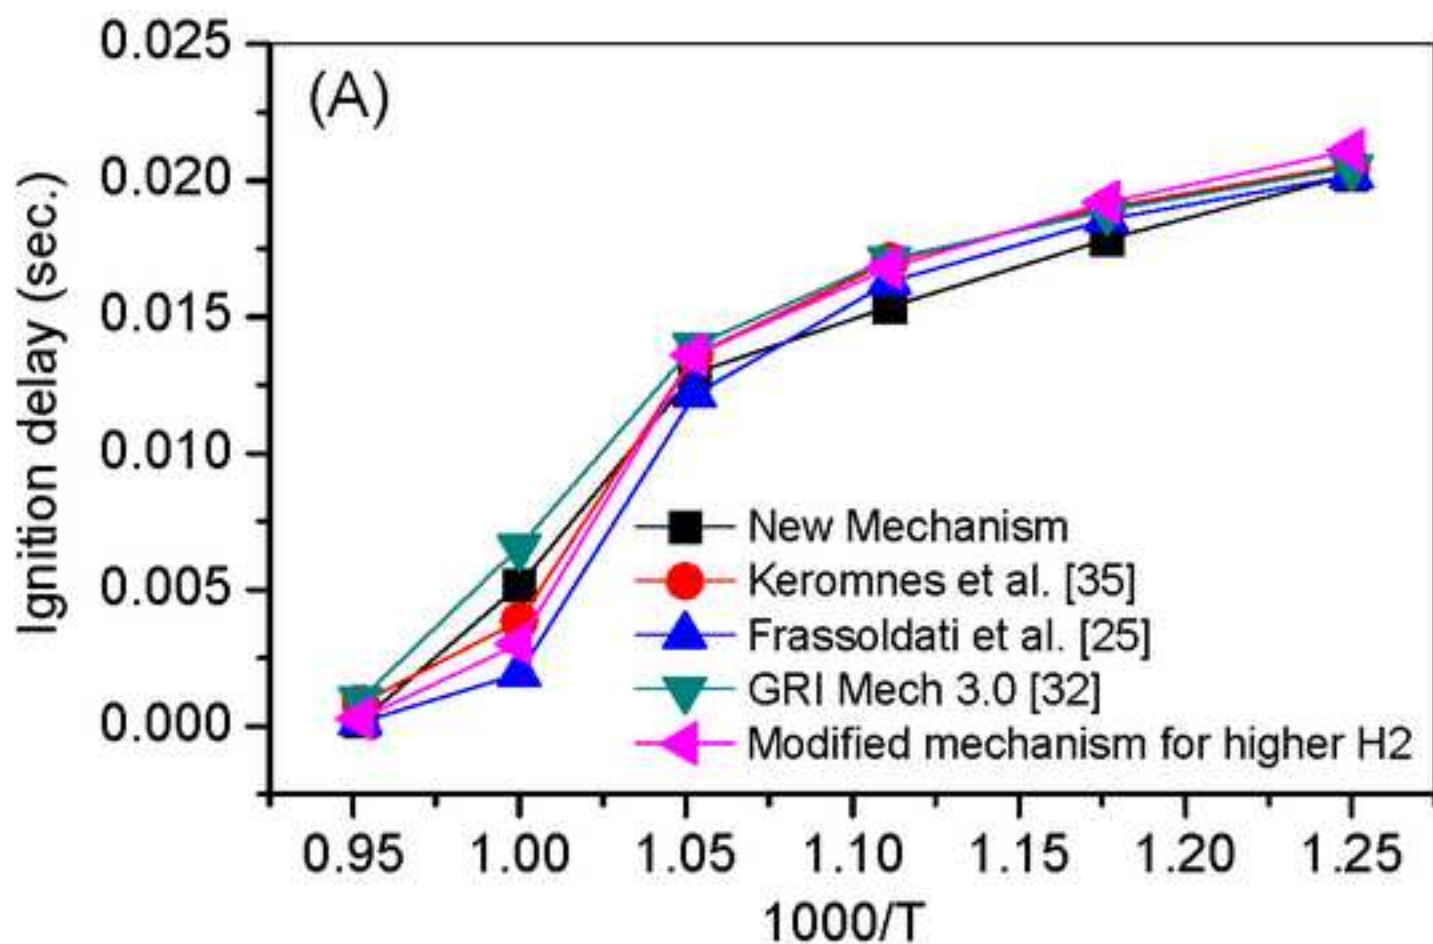 (A)
Ignition delay (sec.)
0.025
0.020
0.015
0.010
0.005
0.000
New Mechanism
Keromnes et al. [35]
Frassoldati et al. [25]
GRI Mech 3.0 [32]
Modified mechanism for higher H2
0.95 1.00 1.05 1.10 1.15 1.20 1.25
1000/T